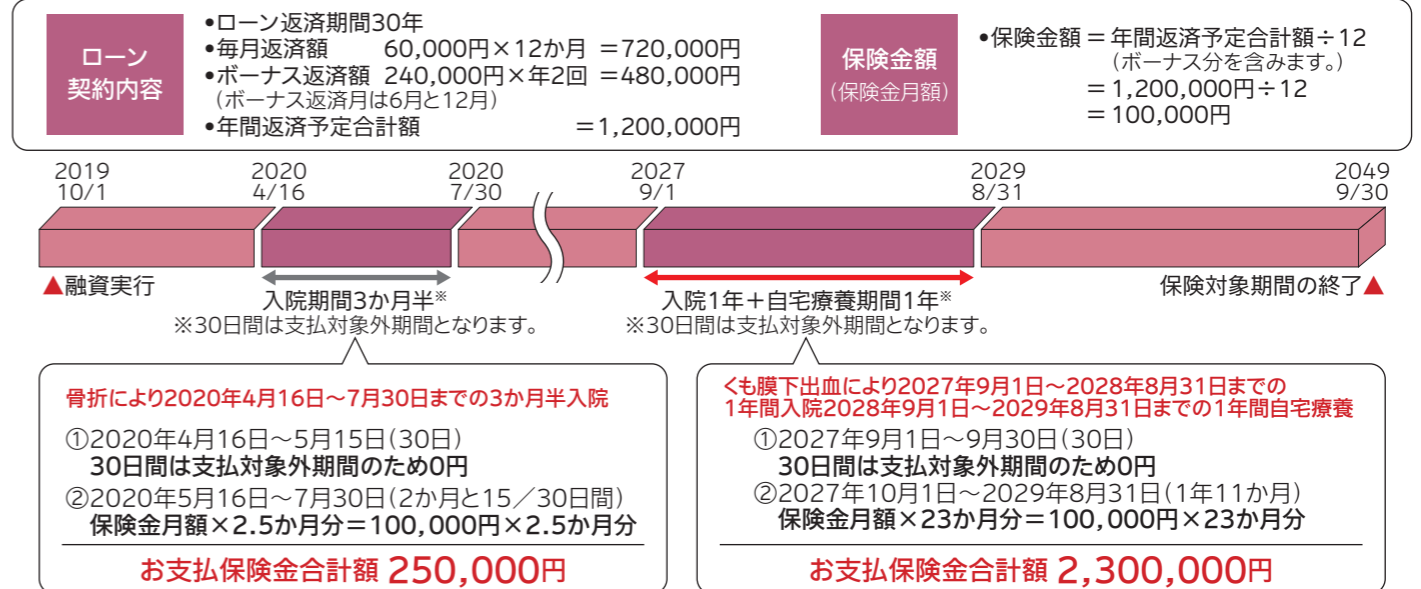 ローン
契約内容
•ローン返済期間30年
•毎月返済額 60,000円×12か月 =720,000円
•ボーナス返済額 240,000円×年2回 =480,000円
(ボーナス返済月は6月と12月)
•年間返済予定合計額 =1,200,000円
保険金額
(保険金月額)
•保険金額=年間返済予定合計額÷12
(ボーナス分を含みます。)
=1,200,000円÷12
=100,000円
2019
10/1
2020
4/16
2020
7/30
2027
9/1
2029
8/31
2049
9/30
▲融資実行
入院期間3か月半※
※30日間は支払対象外期間となります。
入院1年+自宅療養期間1年※
※30日間は支払対象外期間となります。
保険対象期間の終了▲
骨折により2020年4月16日~7月30日までの3か月半入院
①2020年4月16日~5月15日(30日)
30日間は支払対象外期間のため0円
②2020年5月16日~7月30日(2か月と15/30日間)
保険金月額×2.5か月分=100,000円×2.5か月分
お支払保険金合計額 250,000円
くも膜下出血により2027年9月1日~2028年8月31日までの
1年間入院2028年9月1日~2029年8月31日までの1年間自宅療養
①2027年9月1日~9月30日(30日)
30日間は支払対象外期間のため0円
②2027年10月1日~2029年8月31日(1年11か月)
保険金月額×23か月分=100,000円×23か月分
お支払保険金合計額 2,300,000円